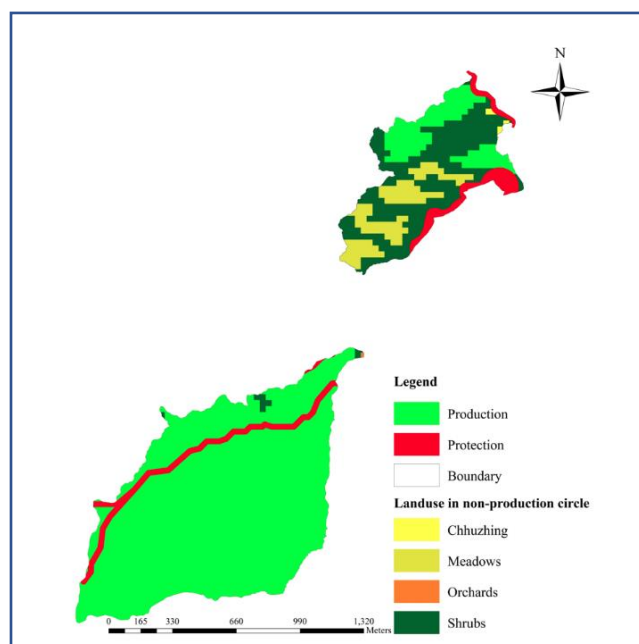 N
Legend
Production
Protection
Boundary
Landuse in non-production circle
Chhuzhing
Meadows
Orchards
Shrubs
0 165 330 660 990 1,320
Meters